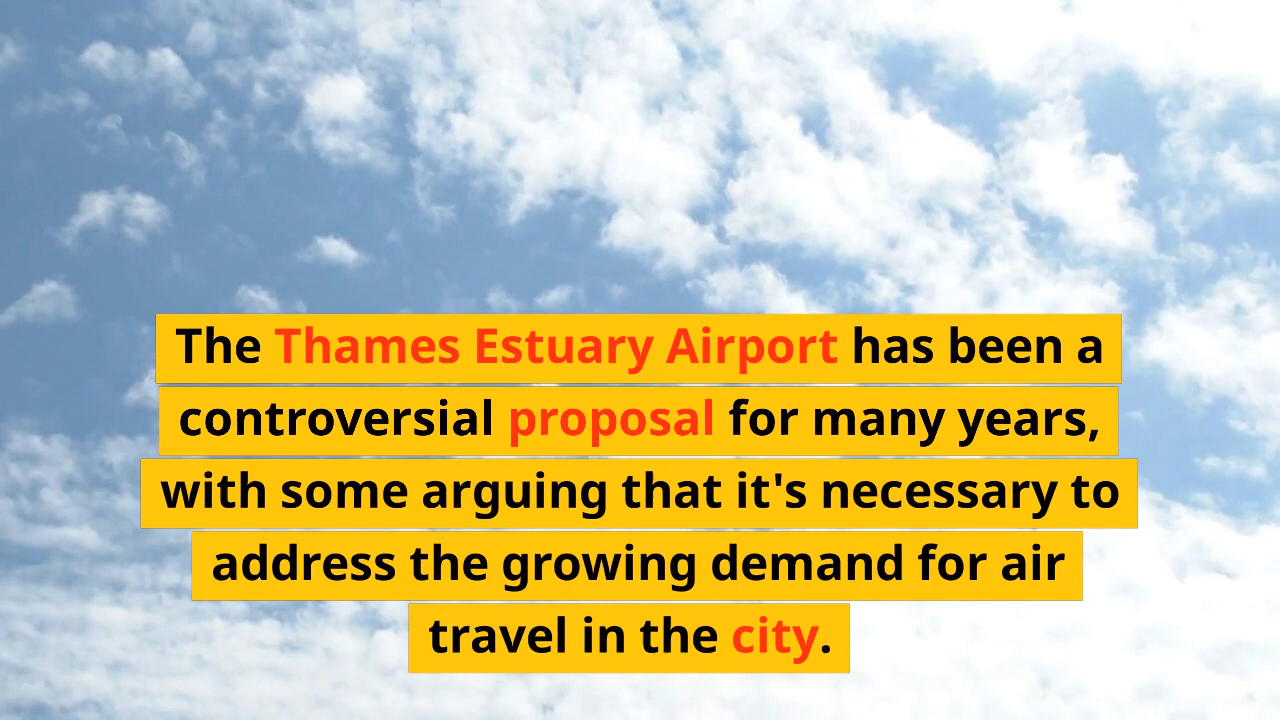 The Thames Estuary Airport has been a
controversial proposal for many years,
with some arguing that it's necessary to
address the growing demand for air
travel in the city.